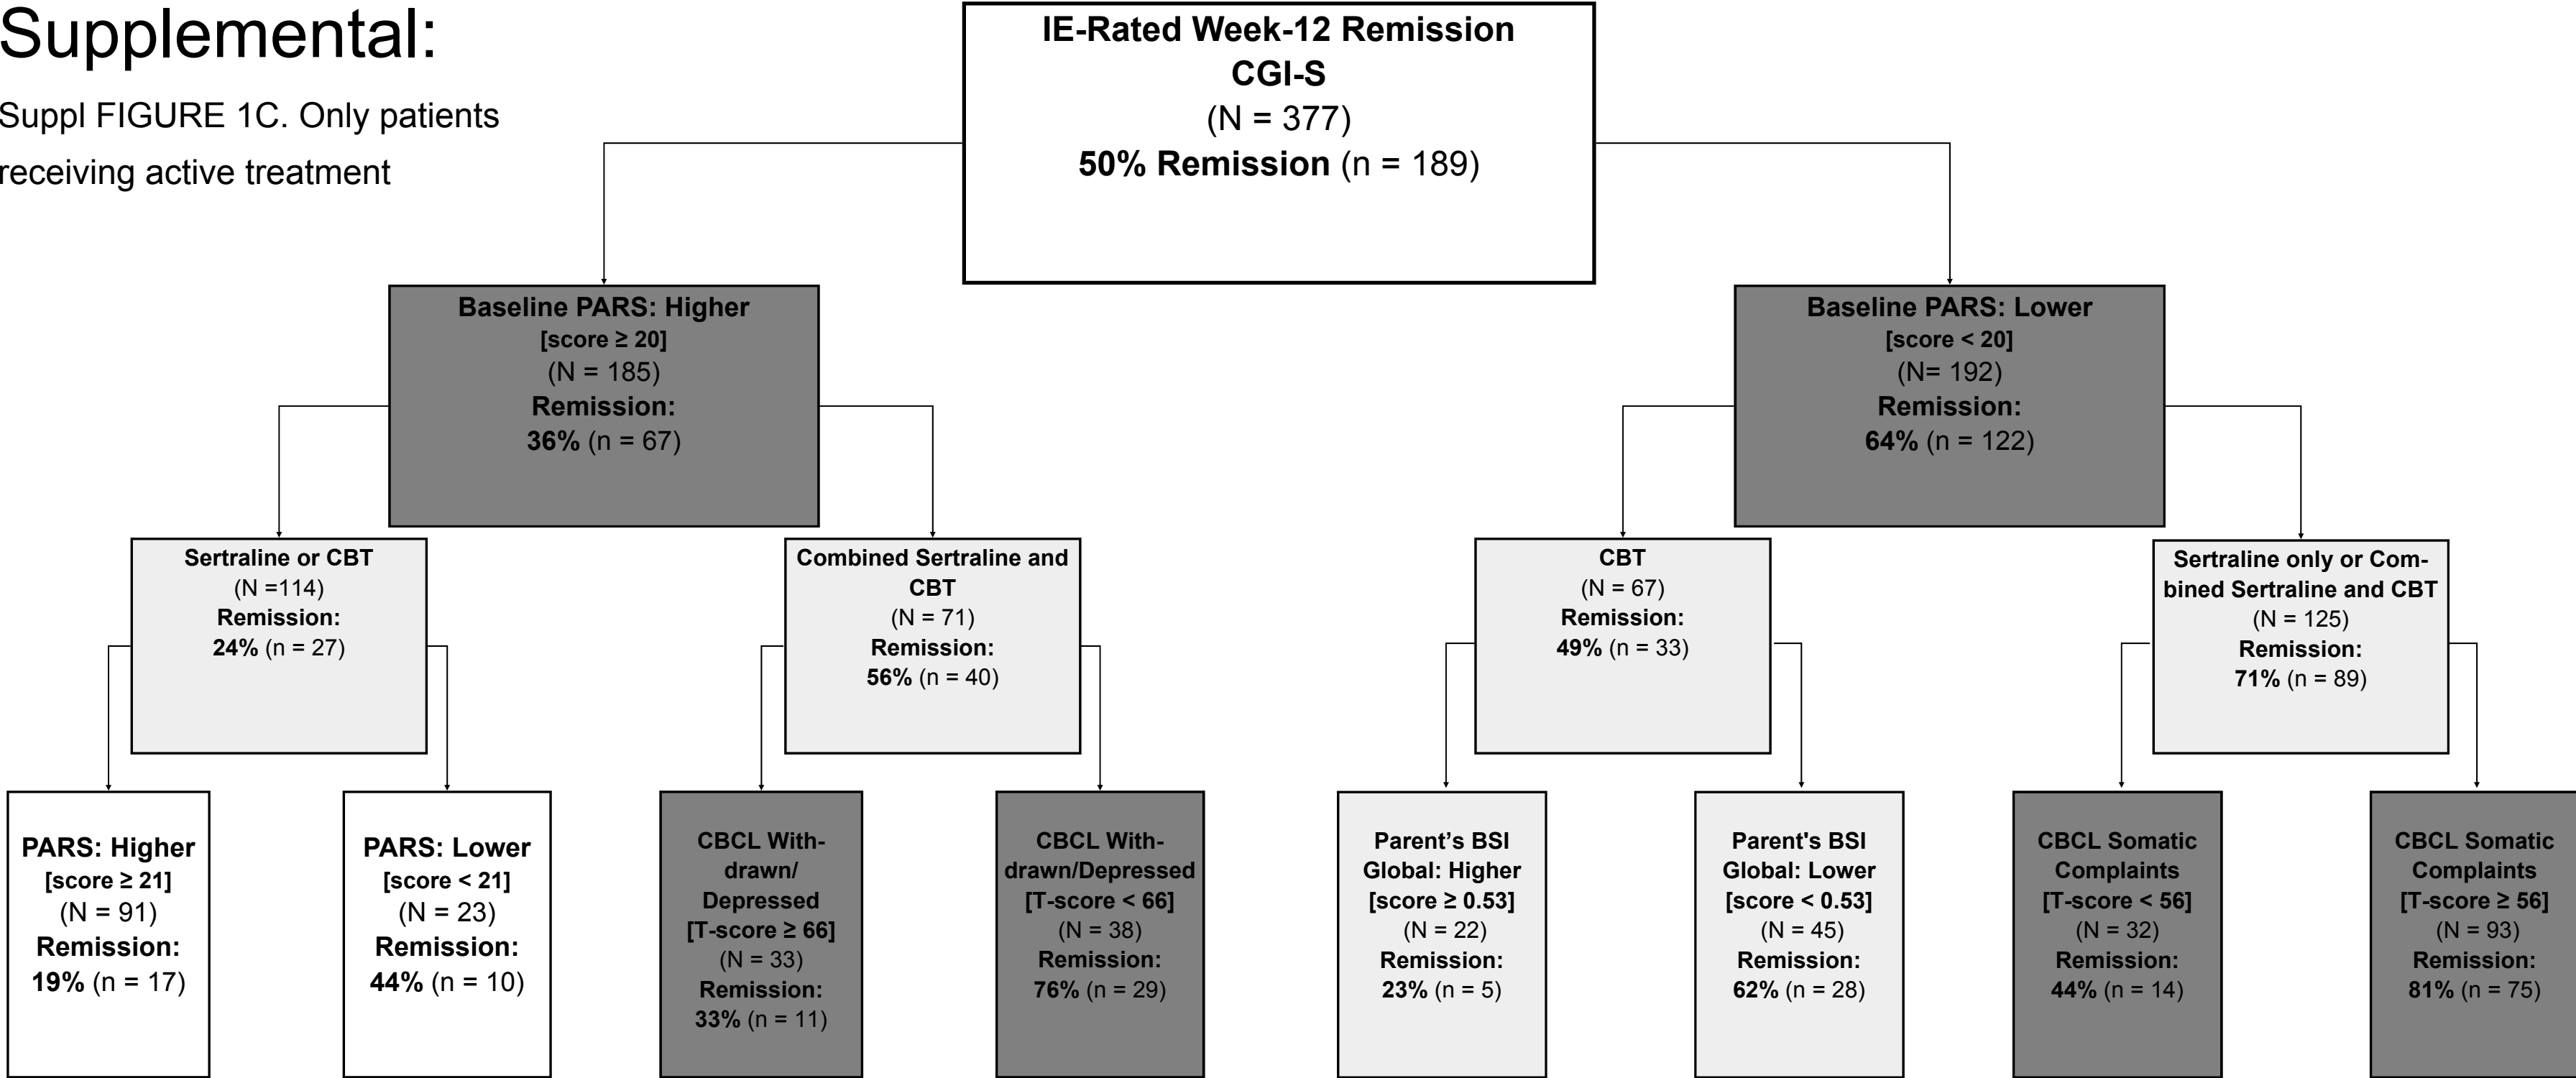 Supplemental:
Suppl FIGURE 1C. Only patients
receiving active treatment
IE-Rated Week-12 Remission
CGI-S
(N = 377)
50% Remission (n = 189)
Baseline PARS: Higher
[score ≥ 20]
(N = 185)
Remission:
36% (n = 67)
Baseline PARS: Lower
[score < 20]
(N= 192)
Remission:
64% (n = 122)
Sertraline or CBT
(N =114)
Remission:
24% (n = 27)
Combined Sertraline and
CBT
(N = 71)
Remission:
56% (n = 40)
CBT
(N = 67)
Remission:
49% (n = 33)
Sertraline only or Com-
bined Sertraline and CBT
(N = 125)
Remission:
71% (n = 89)
PARS: Higher
[score ≥ 21]
(N = 91)
Remission:
19% (n = 17)
PARS: Lower
[score < 21]
(N = 23)
Remission:
44% (n = 10)
CBCL With-
drawn/
Depressed
[T-score ≥ 66]
(N = 33)
Remission:
33% (n = 11)
CBCL With-
drawn/Depressed
[T-score < 66]
(N = 38)
Remission:
76% (n = 29)
Parent’s BSI
Global: Higher
[score ≥ 0.53]
(N = 22)
Remission:
23% (n = 5)
Parent's BSI
Global: Lower
[score < 0.53]
(N = 45)
Remission:
62% (n = 28)
CBCL Somatic
Complaints
[T-score < 56]
(N = 32)
Remission:
44% (n = 14)
CBCL Somatic
Complaints
[T-score ≥ 56]
(N = 93)
Remission:
81% (n = 75)